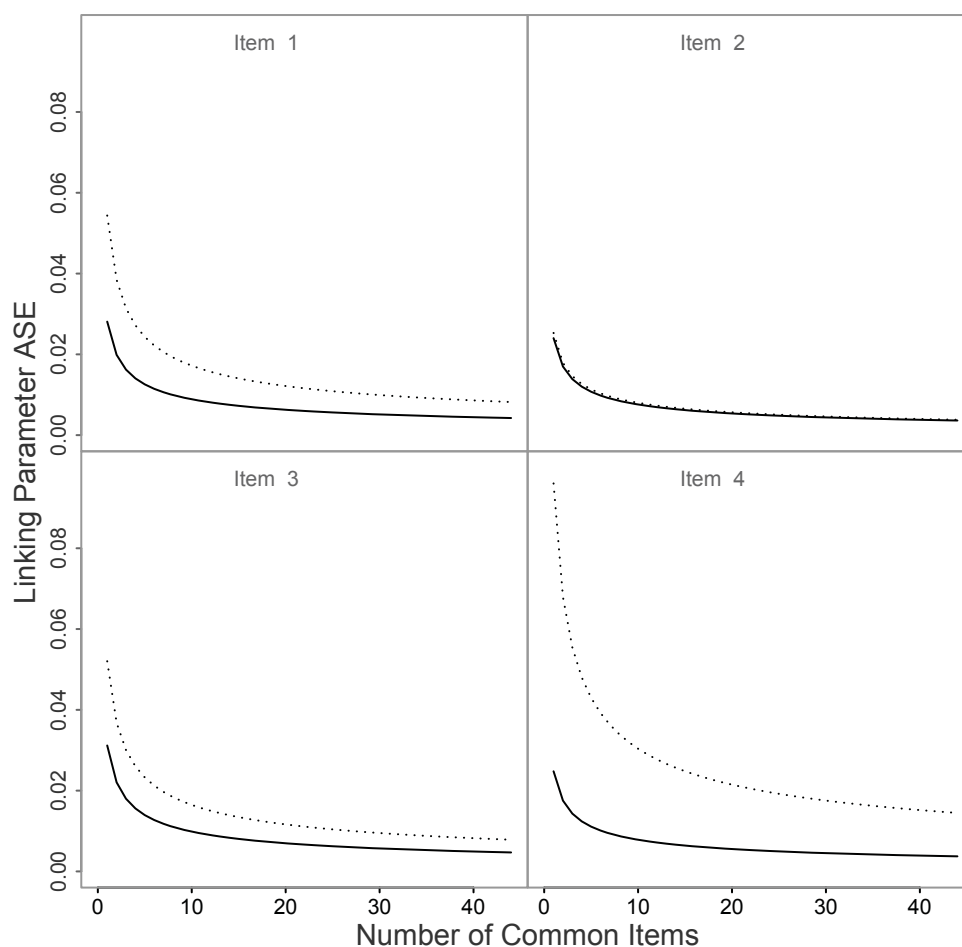 Item 1
Item 2
0.08
0.06
0.04
0.02
0.00
Linking Parameter ASE
Item 3
Item 4
0.08
0.06
0.04
0.02
0.00
0 10 20 30 40
0 10 20 30 40
Number of Common Items